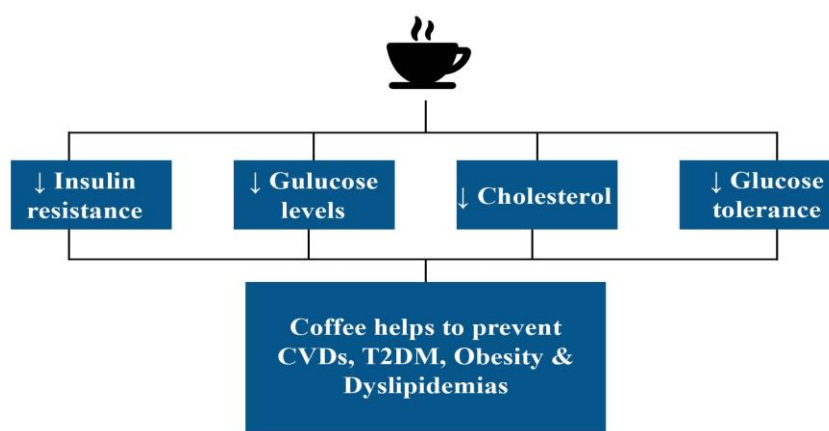 ↓ Insulin
resistance
↓ Gulucose
levels
↓ Cholesterol
↓ Glucose
tolerance
Coffee helps to prevent
CVDs, T2DM, Obesity &
Dyslipidemias